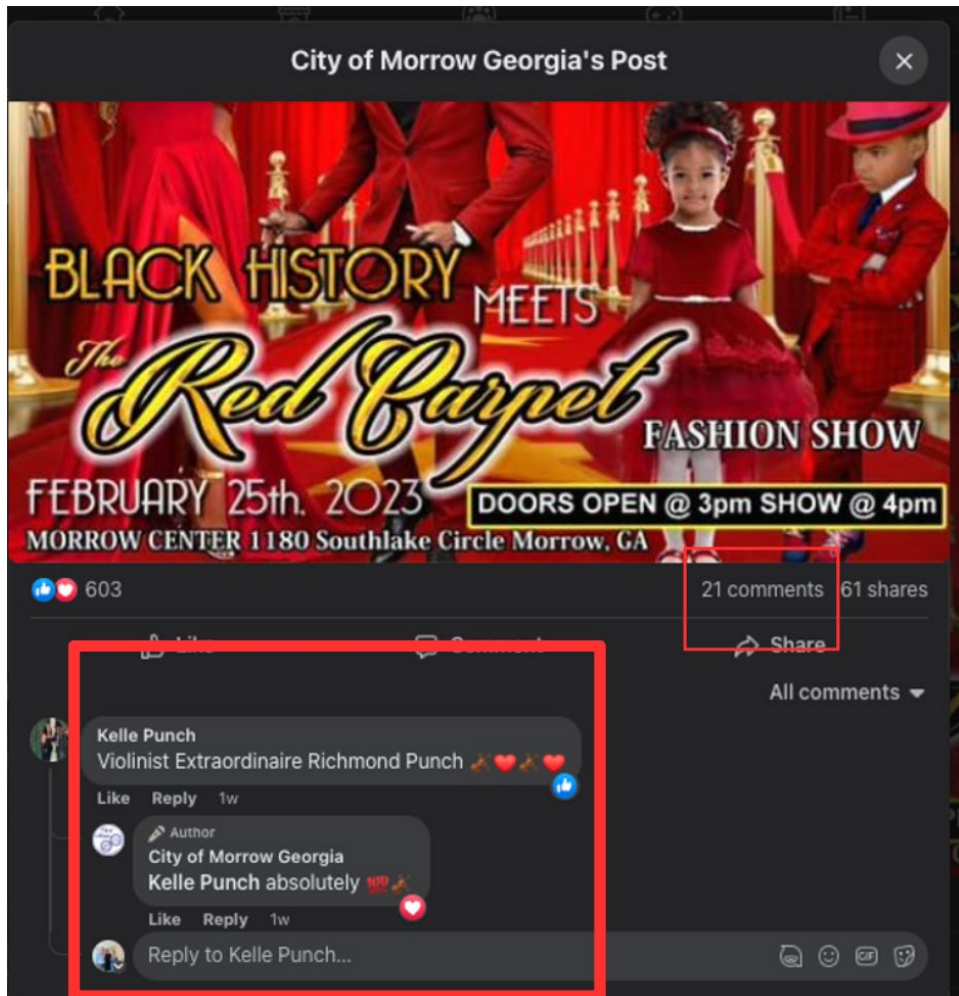 City of Morrow Georgia's Post
BLACK HISTORY
MEETS
The
Red Carpet
FASHION SHOW
FEBRUARY 25th, 2023
DOORS OPEN @ 3pm SHOW @ 4pm
MORROW CENTER 1180 Southlake Circle Morrow, GA
603 21 comments 61 shares
Like Comment Share
All comments
Kelle Punch
Violinist Extraordinaire Richmond Punch 🎻❤️🎻❤️
Like Reply 1w
Author
City of Morrow Georgia
Kelle Punch absolutely 💯🎻
Like Reply 1w
Reply to Kelle Punch...
GIF